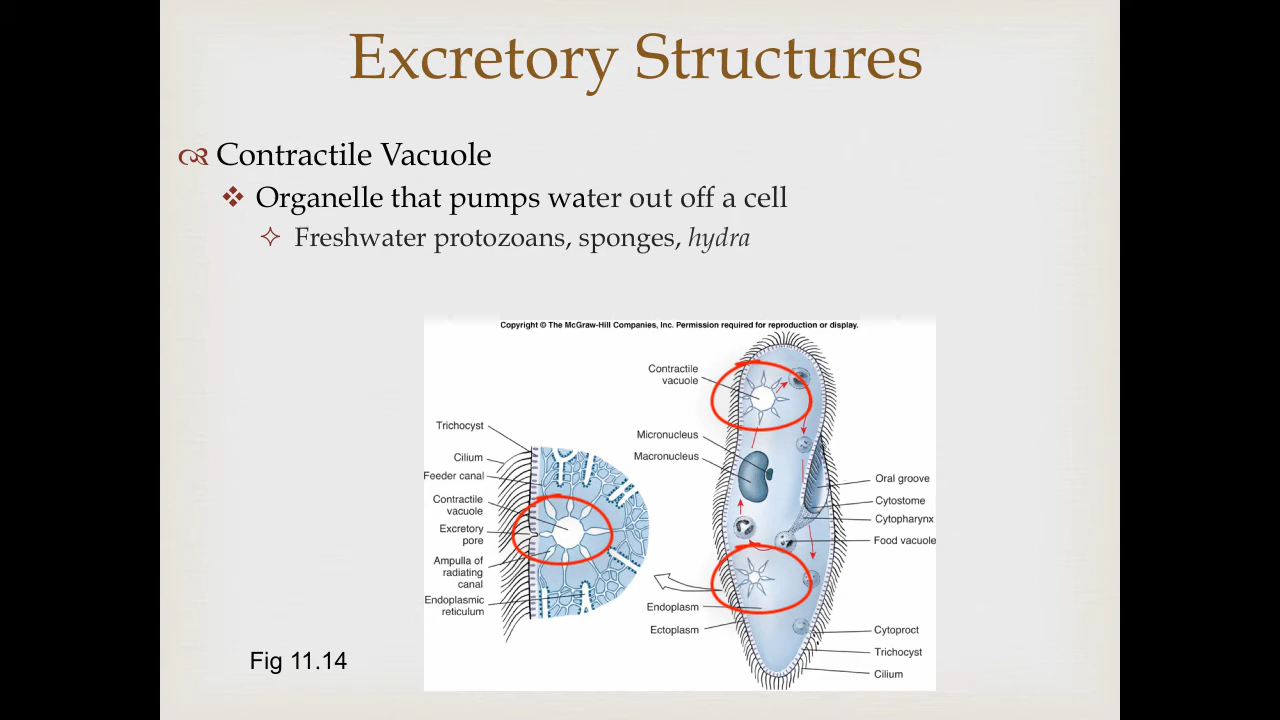 Excretory Structures
Contractile Vacuole
Organelle that pumps water out off a cell
Freshwater protozoans, sponges, hydra
Copyright © The McGraw-Hill Companies, Inc. Permission required for reproduction or display.
Trichocyst
Cilium
Feeder canal
Contractile
vacuole
Excretory
pore
Ampulla of
radiating
canal
Endoplasmic
reticulum
Contractile
vacuole
Micronucleus
Macronucleus
Endoplasm
Ectoplasm
Oral groove
Cytostome
Cytopharynx
Food vacuole
Cytoproct
Trichocyst
Cilium
Fig 11.14